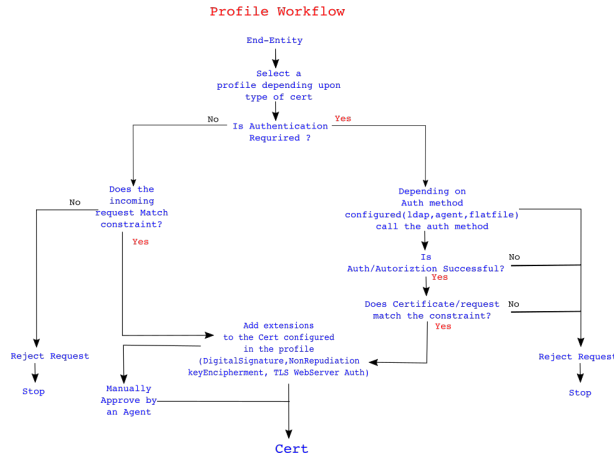 Profile Workflow
End-Entity
Select a
profile depending upon
type of cert
No
Yes
Is Authentication
Requrired ?
Does the
incoming
request Match
constraint?
No
Yes
Depending on
Auth method
configured(ldap,agent,flatfile)
call the auth method
Is
Auth/Autoriztion Successful?
No
Yes
Does Certificate/request
match the constraint?
No
Yes
Add extensions
to the Cert configured
in the profile
(DigitalSignature,NonRepudiation
keyEncipherment, TLS WebServer Auth)
Reject Request
Stop
Manually
Approve by
an Agent
Reject Request
Stop
Cert